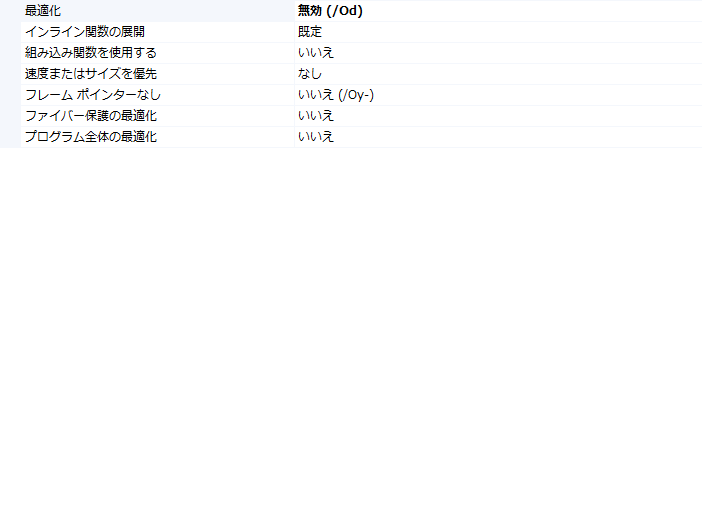 最適化 無効 (/Od)
インライン関数の展開 既定
組み込み関数を使用する いいえ
速度またはサイズを優先 なし
フレーム ポインターなし いいえ (/Oy-)
ファイバー保護の最適化 いいえ
プログラム全体の最適化 いいえ